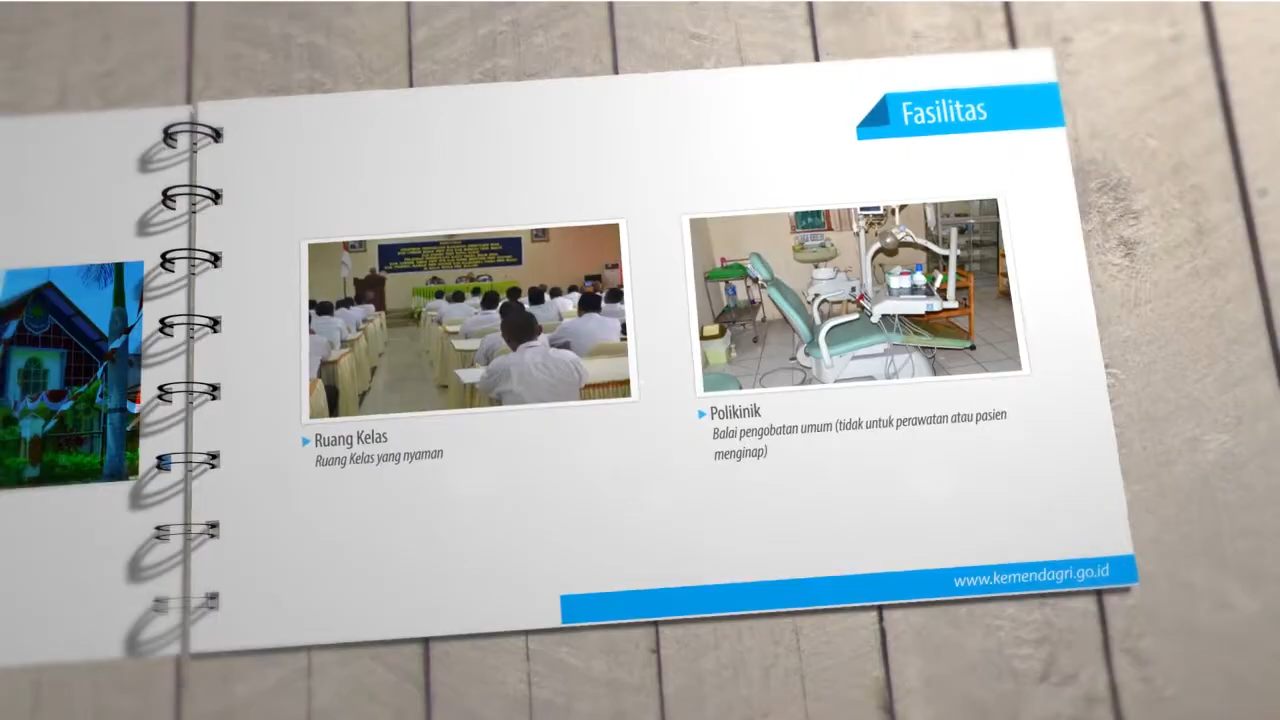 Fasilitas
Ruang Kelas
Ruang Kelas yang nyaman
Polikinik
Balai pengobatan umum (tidak untuk perawatan atau pasien
menginap)
www.kemendagri.go.id